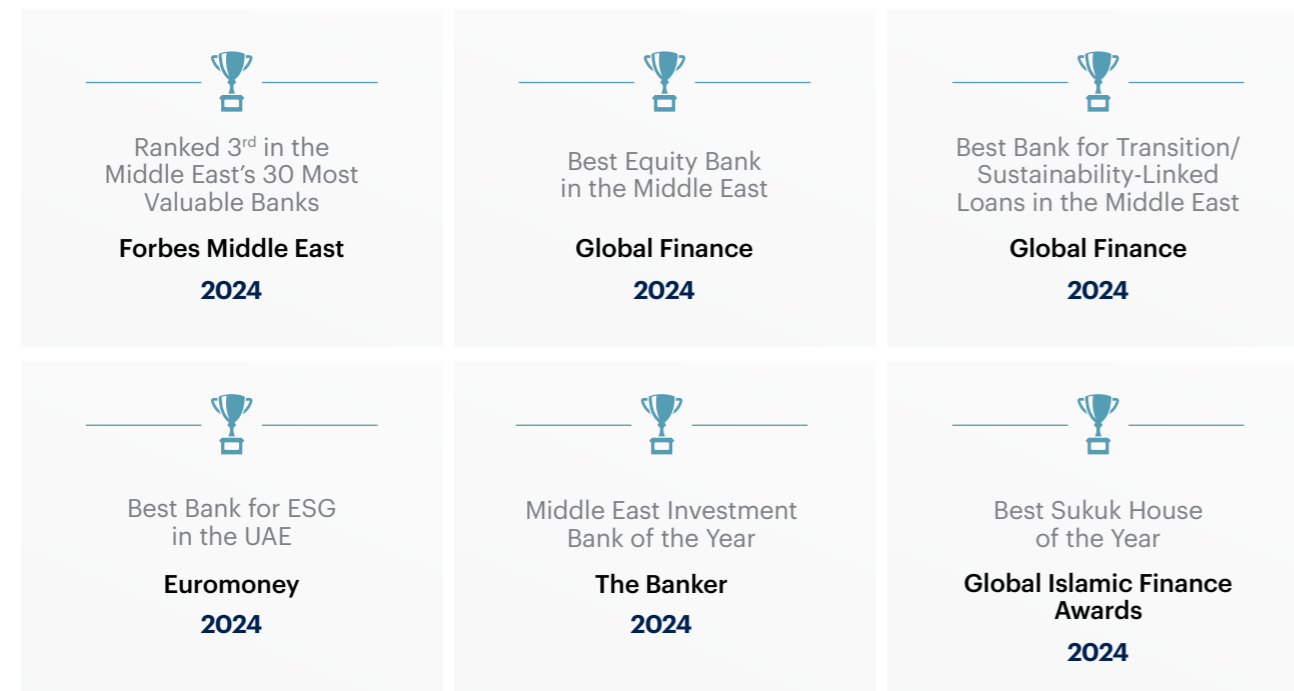 Ranked 3rd in the
Middle East's 30 Most
Valuable Banks
Forbes Middle East
2024
Best Equity Bank
in the Middle East
Global Finance
2024
Best Bank for Transition/
Sustainability-Linked
Loans in the Middle East
Global Finance
2024
Best Bank for ESG
in the UAE
Euromoney
2024
Middle East Investment
Bank of the Year
The Banker
2024
Best Sukuk House
of the Year
Global Islamic Finance
Awards
2024